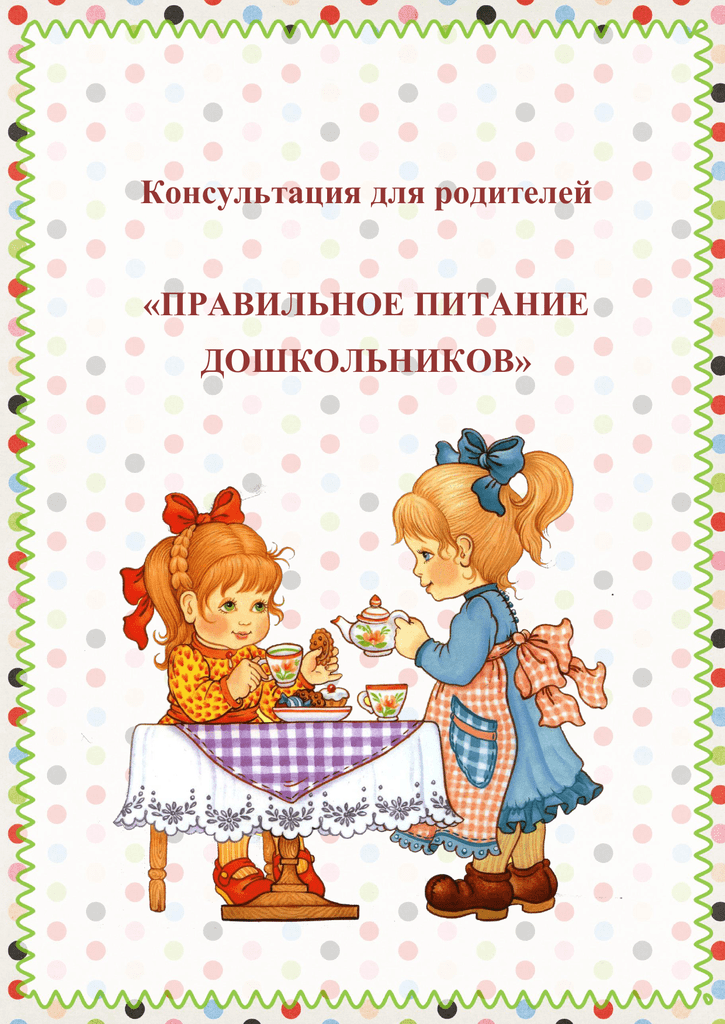 Консультация для родителей
«ПРАВИЛЬНОЕ ПИТАНИЕ
ДОШКОЛЬНИКОВ»